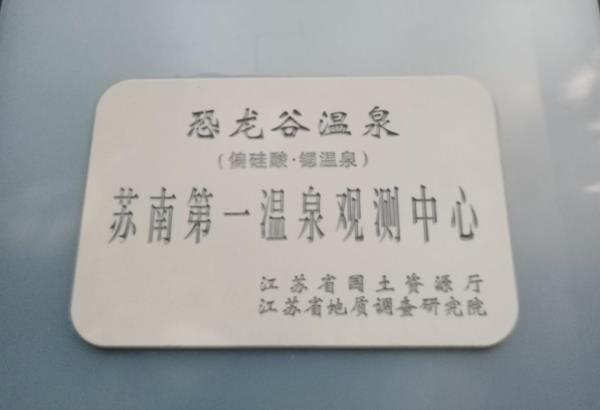 恐龙谷温泉
(偏硅酸·锶温泉)
苏南第一温泉观测中心
江苏省国土资源厅
江苏省地质调查研究院